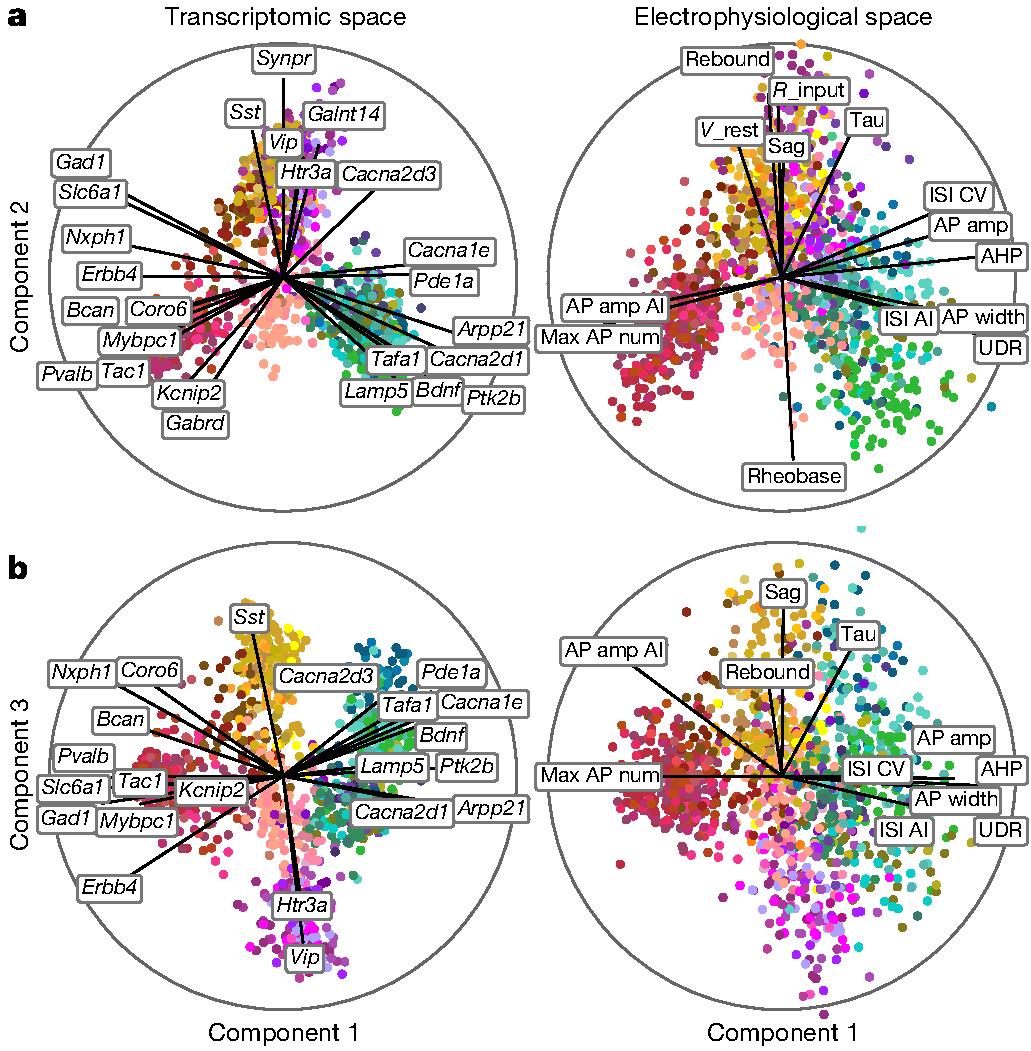 a
Transcriptomic space
Electrophysiological space
Synpr
Sst
Galnt14
Vip
Gad1
Htr3a
Cacna2d3
Slc6a1
Nxph1
Cacna1e
Erbb4
Pde1a
Bcan
Coro6
Mybpc1
Arpp21
Tafa1
Cacna2d1
Pvalb
Tac1
Kcnip2
Lamp5
Bdnf
Ptk2b
Gabrd
Component 2
Rebound
R_input
V_rest
Tau
Sag
ISI CV
AP amp
AHP
AP amp AI
ISI AI
AP width
Max AP num
UDR
Rheobase
b
Sst
Nxph1
Coro6
Cacna2d3
Pde1a
Tafa1
Cacna1e
Bcan
Bdnf
Pvalb
Lamp5
Ptk2b
Slc6a1
Tac1
Kcnip2
Gad1
Mybpc1
Cacna2d1
Arpp21
Erbb4
Htr3a
Vip
Component 3
Component 1
Sag
AP amp AI
Tau
Rebound
AP amp
Max AP num
ISI CV
AHP
AP width
ISI AI
UDR
Component 1